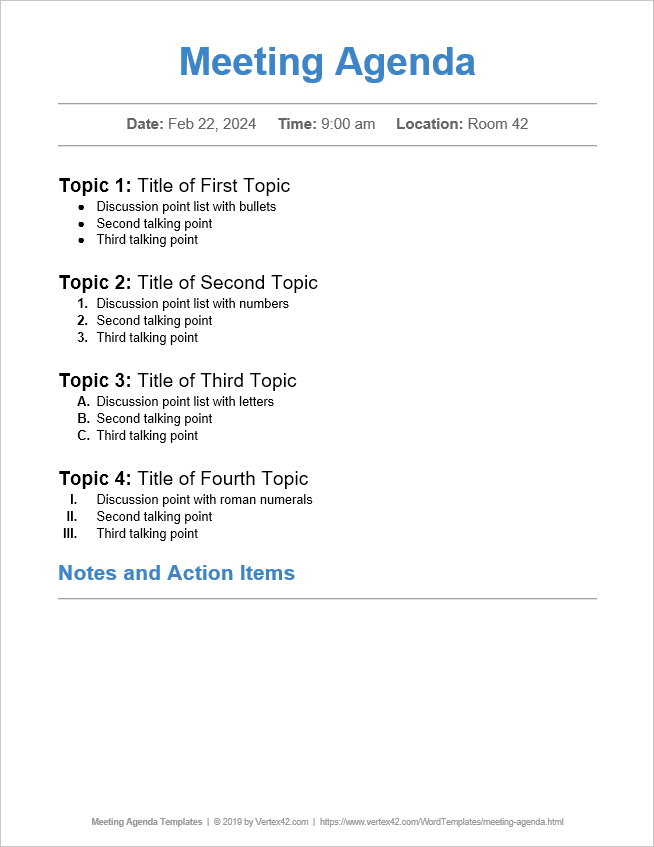 Meeting Agenda
Date: Feb 22, 2024 Time: 9:00 am Location: Room 42
Topic 1: Title of First Topic
● Discussion point list with bullets
● Second talking point
● Third talking point
Topic 2: Title of Second Topic
1. Discussion point list with numbers
2. Second talking point
3. Third talking point
Topic 3: Title of Third Topic
A. Discussion point list with letters
B. Second talking point
C. Third talking point
Topic 4: Title of Fourth Topic
I. Discussion point with roman numerals
II. Second talking point
III. Third talking point
Notes and Action Items
Meeting Agenda Templates | © 2019 by Vertex42.com | https://www.vertex42.com/WordTemplates/meeting-agenda.html